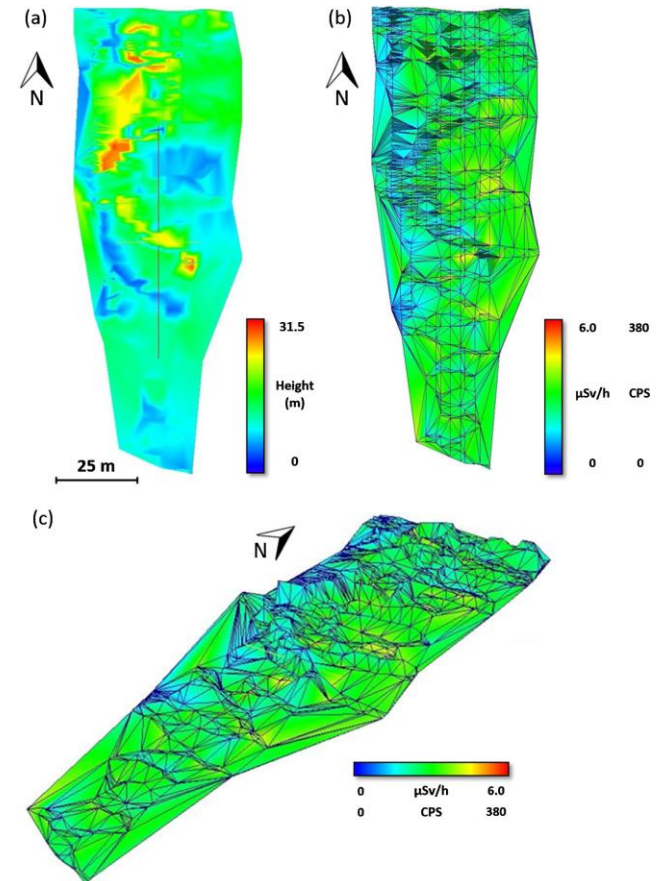 (a)
N
31.5
Height
(m)
0
25 m
(b)
N
6.0 380
µSv/h CPS
0 0
(c)
N
0 µSv/h 6.0
0 CPS 380